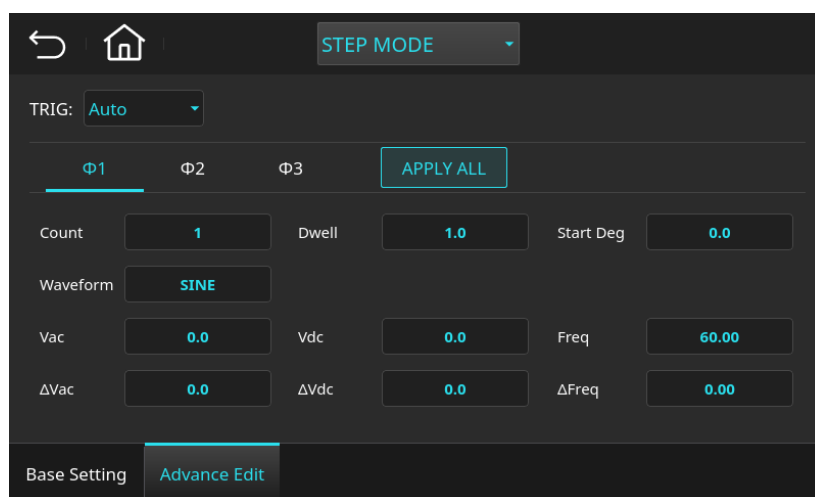 STEP MODE
TRIG: Auto
Φ1 Φ2 Φ3 APPLY ALL
Count 1 Dwell 1.0 Start Deg 0.0
Waveform SINE
Vac 0.0 Vdc 0.0 Freq 60.00
ΔVac 0.0 ΔVdc 0.0 ΔFreq 0.00
Base Setting Advance Edit